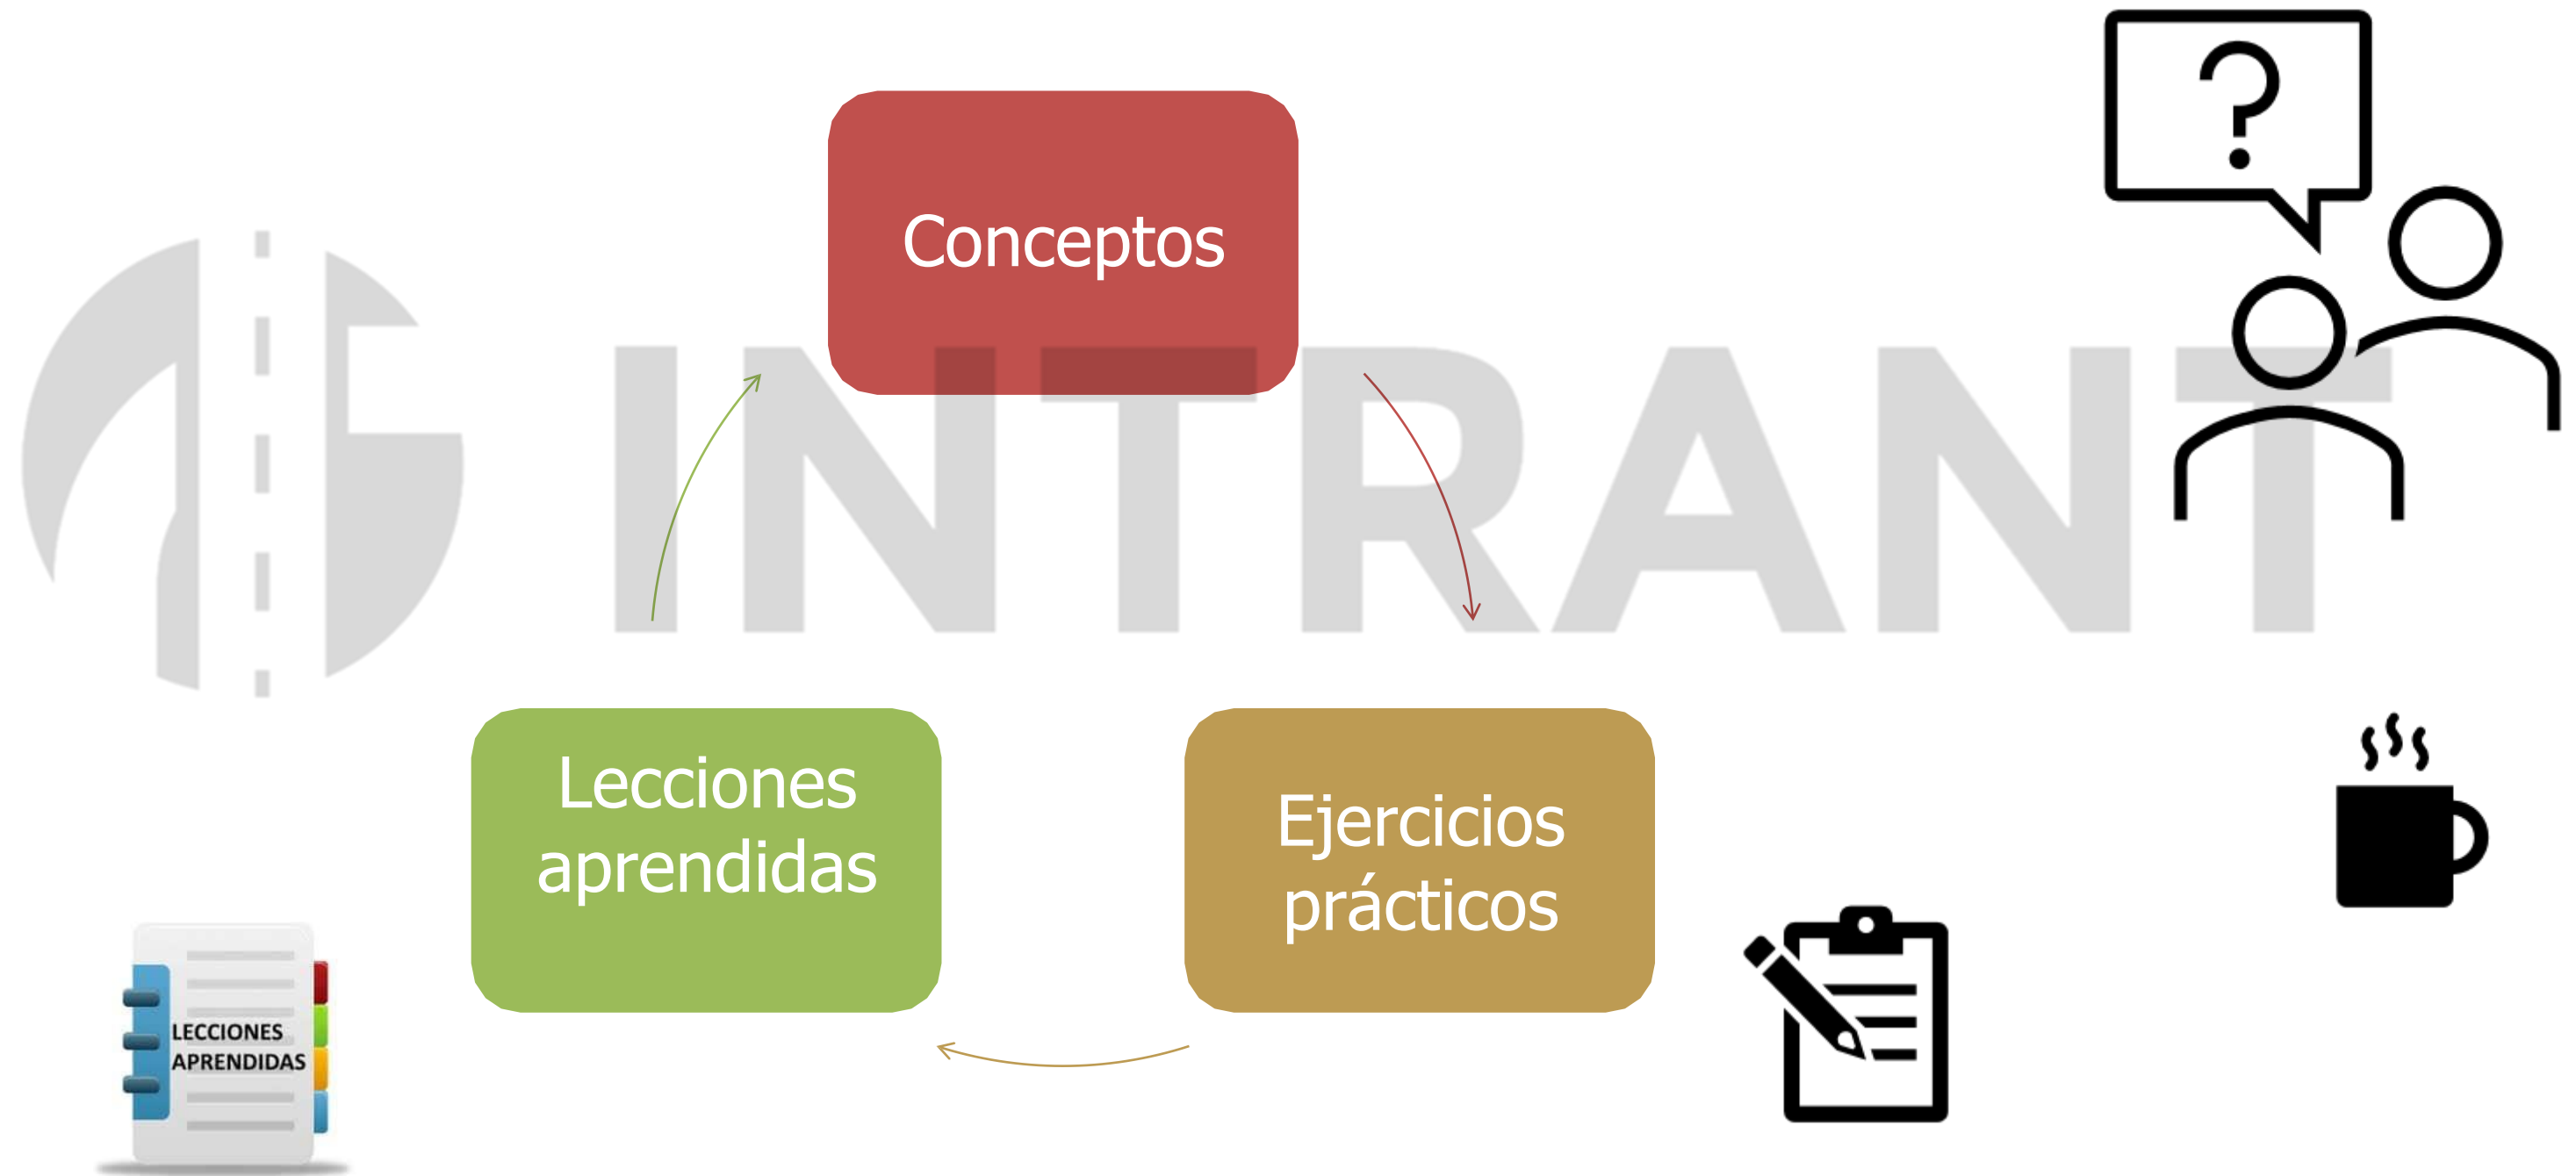 ?
Conceptos
INTRANT
Lecciones
aprendidas
Ejercicios
prácticos
LECCIONES
APRENDIDAS